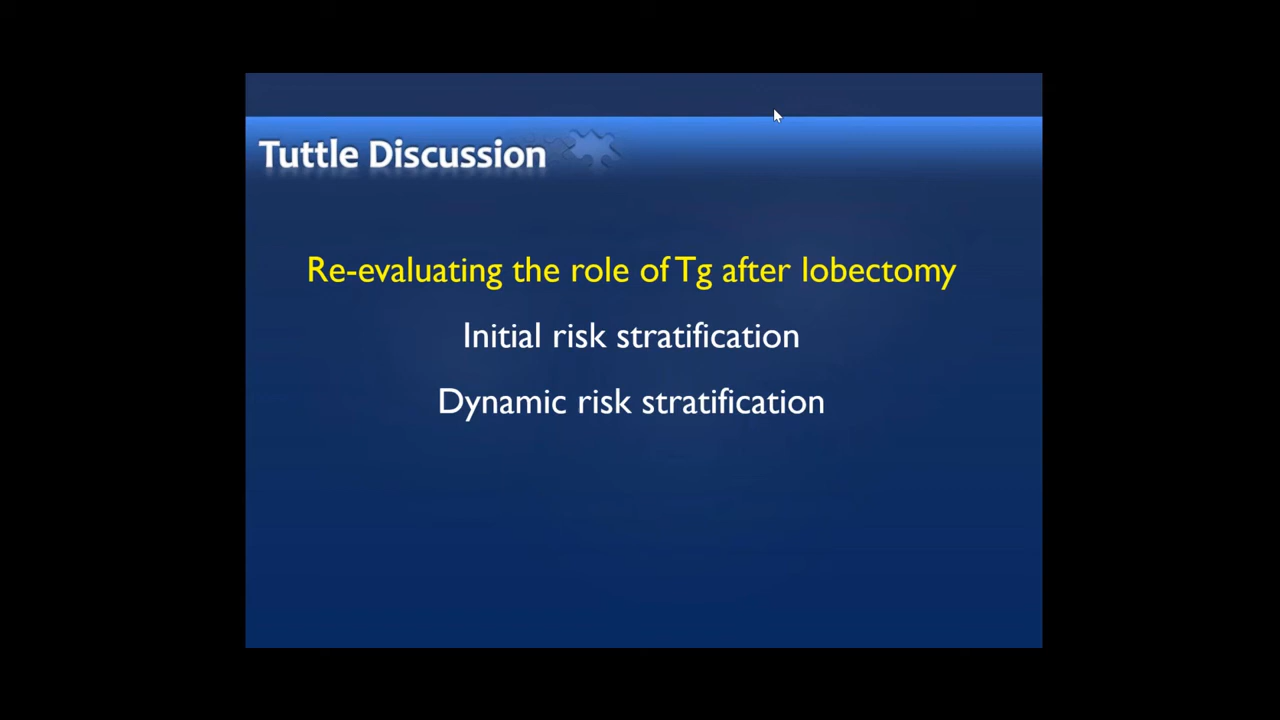 Tuttle Discussion
Re-evaluating the role of Tg after lobectomy
Initial risk stratification
Dynamic risk stratification